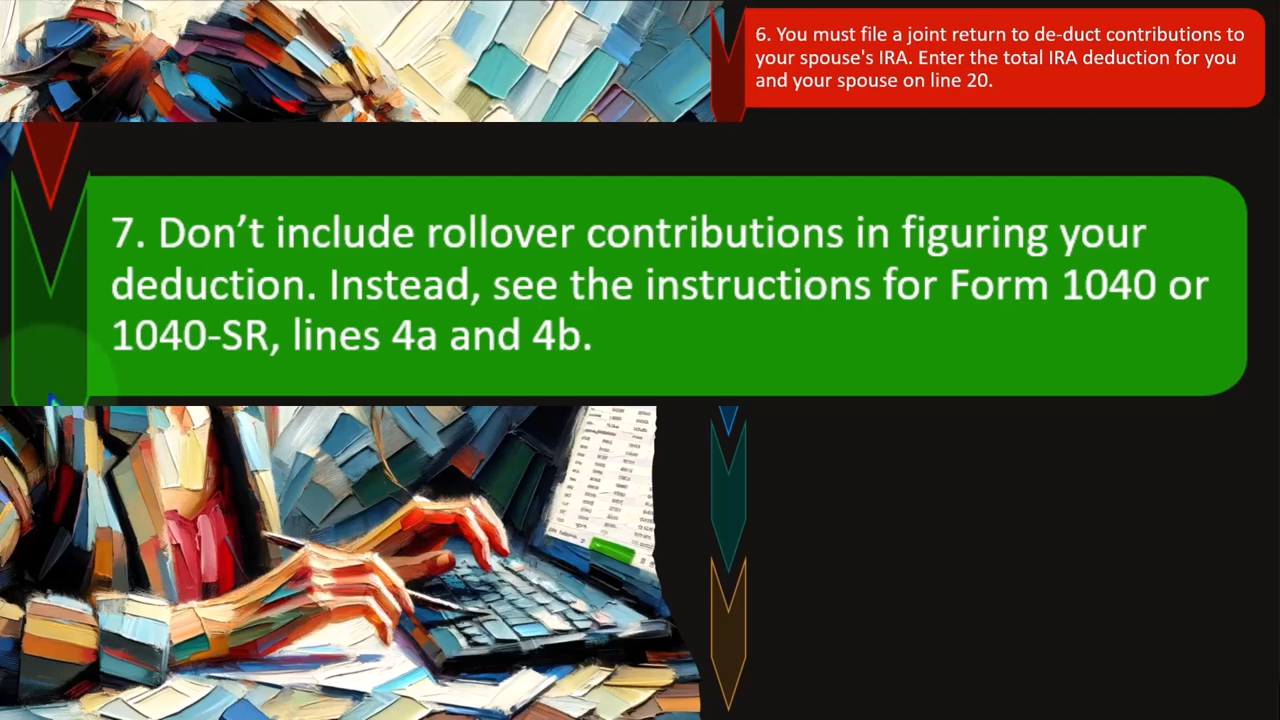 6. You must file a joint return to de-duct contributions to
your spouse's IRA. Enter the total IRA deduction for you
and your spouse on line 20.
7. Don’t include rollover contributions in figuring your
deduction. Instead, see the instructions for Form 1040 or
1040-SR, lines 4a and 4b.